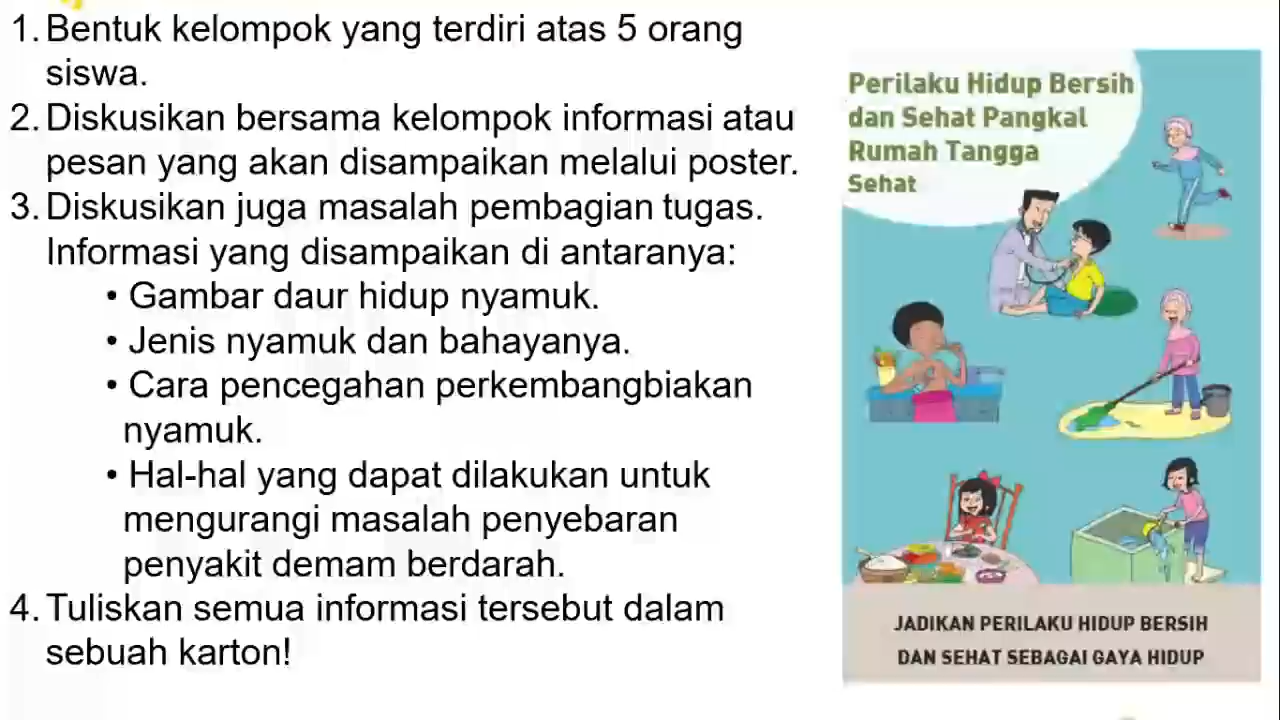 1. Bentuk kelompok yang terdiri atas 5 orang
siswa.
2. Diskusikan bersama kelompok informasi atau
pesan yang akan disampaikan melalui poster.
3. Diskusikan juga masalah pembagian tugas.
Informasi yang disampaikan di antaranya:
• Gambar daur hidup nyamuk.
• Jenis nyamuk dan bahayanya.
• Cara pencegahan perkembangbiakan
nyamuk.
• Hal-hal yang dapat dilakukan untuk
mengurangi masalah penyebaran
penyakit demam berdarah.
4. Tuliskan semua informasi tersebut dalam
sebuah karton!
Perilaku Hidup Bersih
dan Sehat Pangkal
Rumah Tangga
Sehat
JADIKAN PERILAKU HIDUP BERSIH
DAN SEHAT SEBAGAI GAYA HIDUP